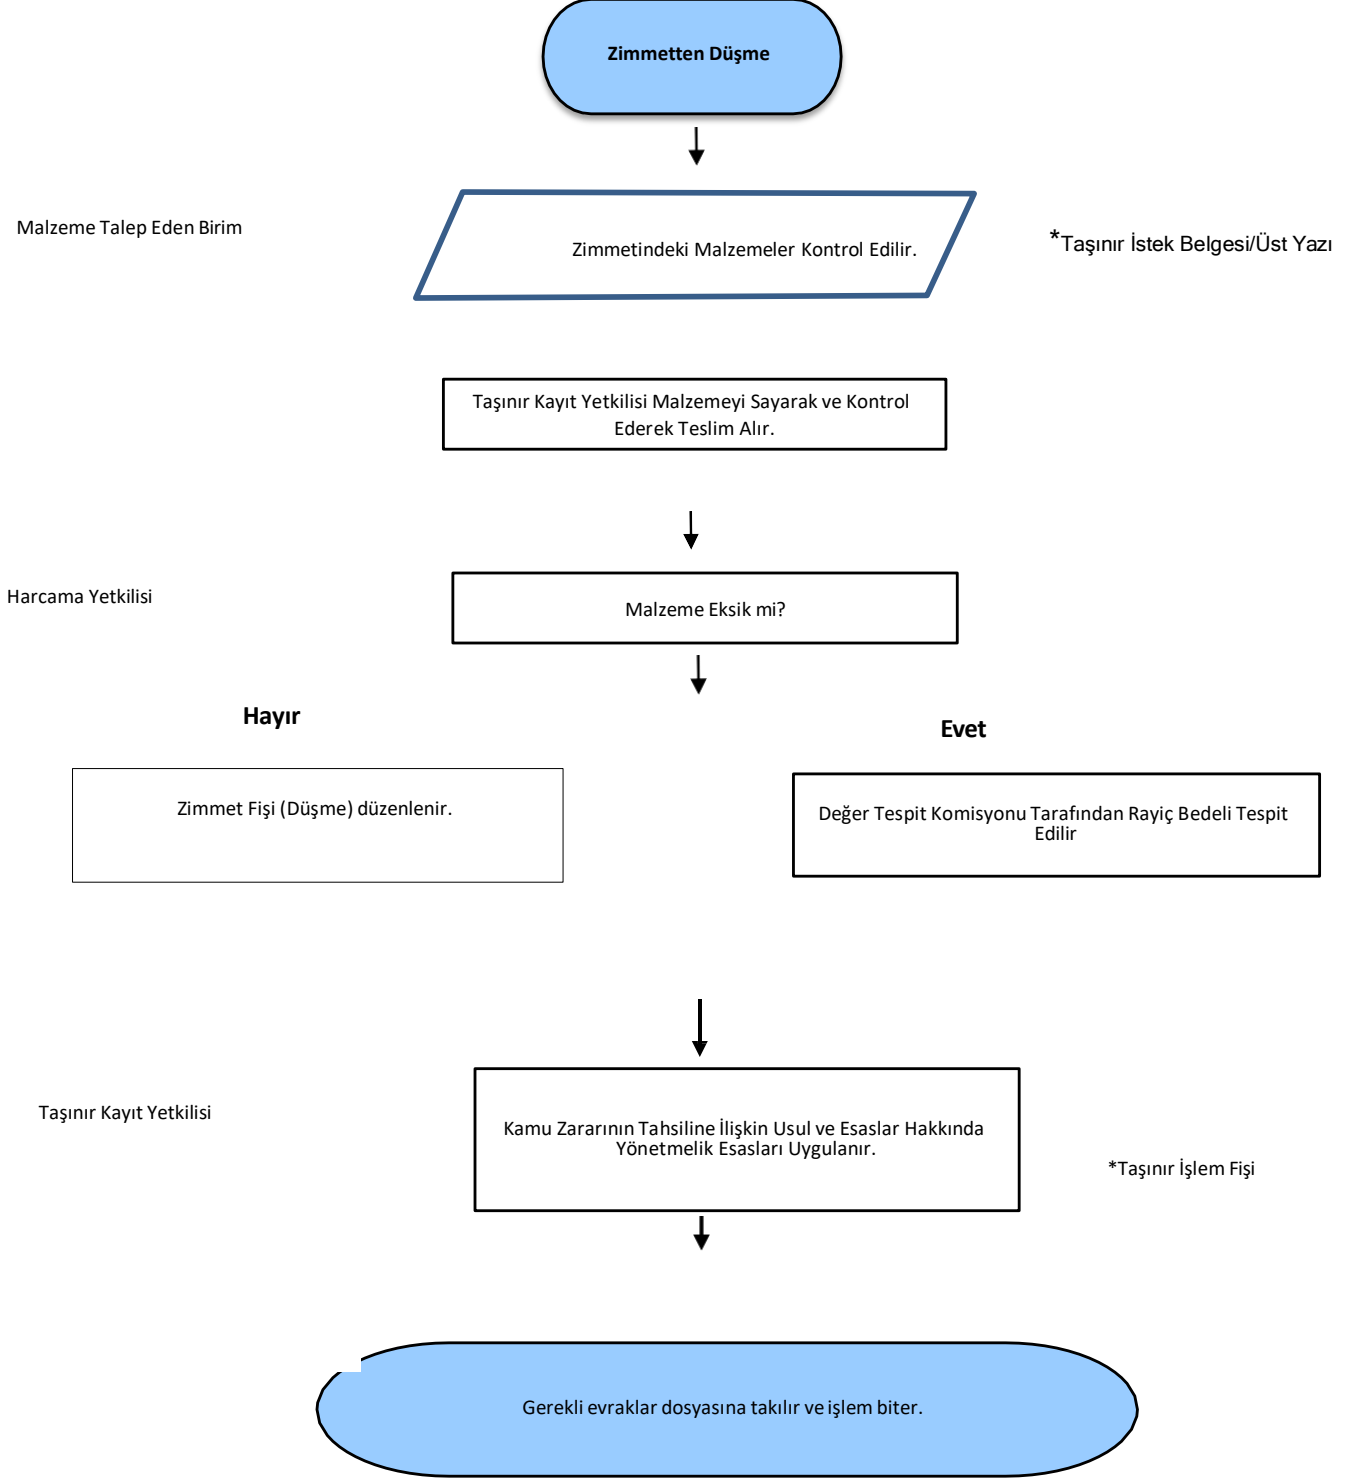 Zimmetten Düşme
Malzeme Talep Eden Birim
Zimmetindeki Malzemeler Kontrol Edilir.
*Taşınır İstek Belgesi/Üst Yazı
Taşınır Kayıt Yetkilisi Malzemeyi Sayarak ve Kontrol
Ederek Teslim Alır.
Harcama Yetkilisi
Malzeme Eksik mi?
Hayır
Evet
Zimmet Fişi (Düşme) düzenlenir.
Değer Tespit Komisyonu Tarafından Rayiç Bedeli Tespit
Edilir
Taşınır Kayıt Yetkilisi
Kamu Zararının Tahsiline İlişkin Usul ve Esaslar Hakkında
Yönetmelik Esasları Uygulanır.
*Taşınır İşlem Fişi
Gerekli evraklar dosyasına takılır ve işlem biter.